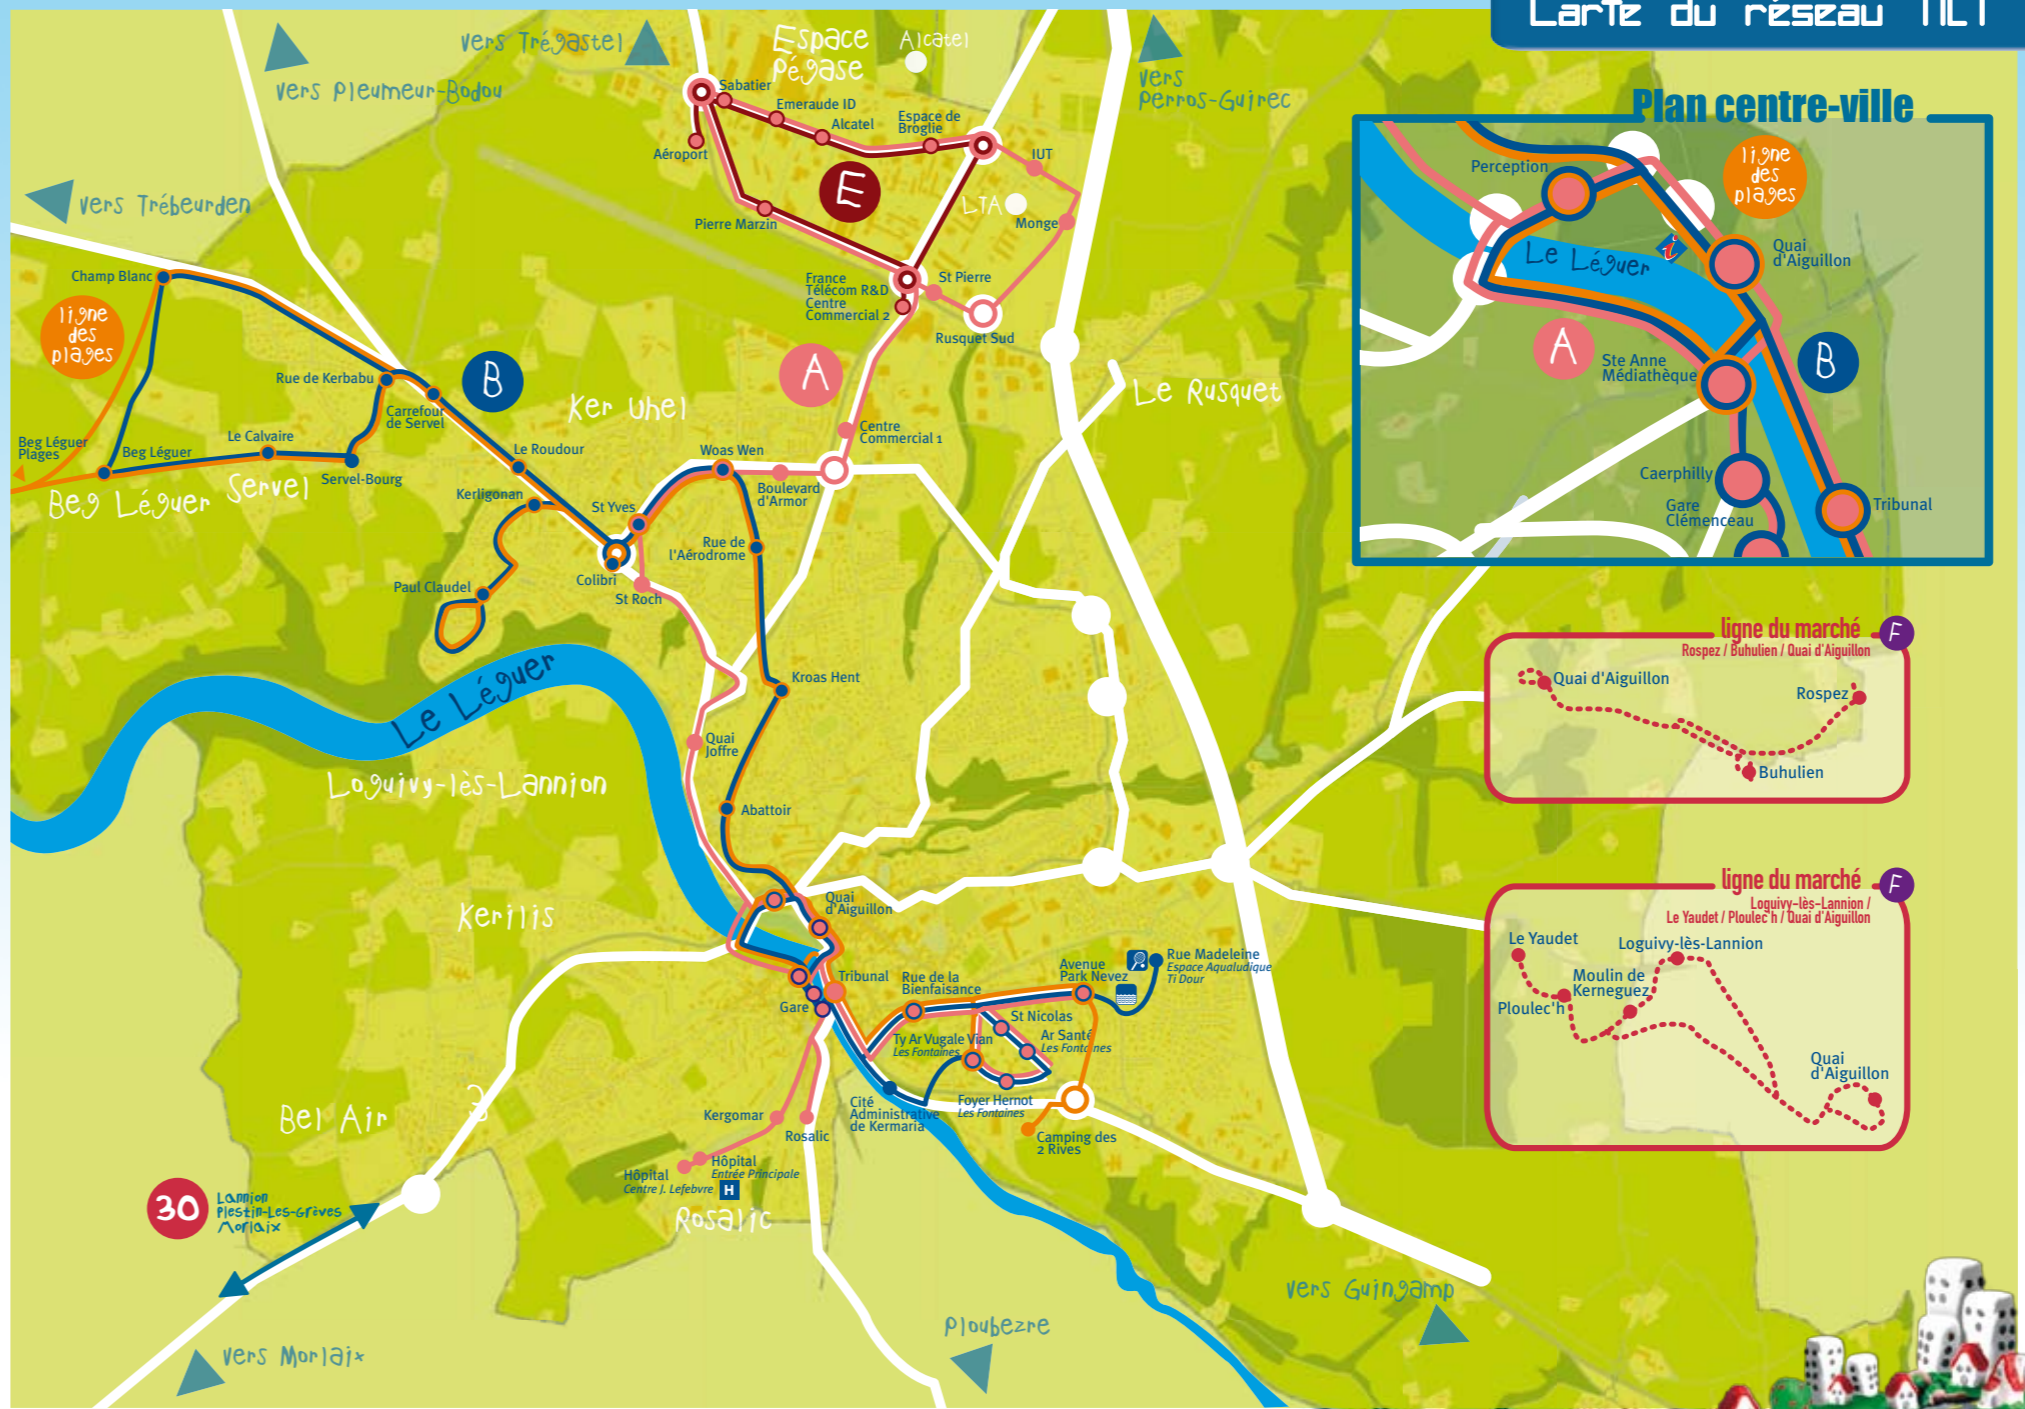 Carte du réseau TILT
vers Pleumeur-Bodou
vers Trégastel
Espace
Pégase
Alcatel
vers
Perros-Guirec
vers Trébeurden
Sabatier
Emeraude ID
Alcatel
Espace de
Broglie
Aéroport
E
IUT
LTA
Monge
Pierre Marzin
France
Télécom R&D
Centre
Commercial 2
St Pierre
Rusquet Sud
Champ Blanc
ligne
des
plages
Rue de Kerbabu
Carrefour
de Servel
B
A
Ker Uhel
Le Rusquet
Beg Léguer
Plages
Beg Léguer
Le Calvaire
Servel-Bourg
Le Roudour
Beg Léguer
Servel
Kerligonan
Woas Wen
Centre
Commercial 1
Boulevard
d'Armor
St Yves
Rue de
l'Aérodrome
Colibri
St Roch
Paul Claudel
Le Léguer
Kroas Hent
Quai
Joffre
Loguivy-lès-Lannion
Abattoir
Kerilis
Quai
d'Aiguillon
Tribunal
Gare
Rue de la
Bienfaisance
Avenue
Park Nevez
Rue Madeleine
Espace Aqualudique
Ti Dour
St Nicolas
Ty Ar Vugale Vian
Les Fontaines
Ar Santé
Les Fontaines
Foyer Hernot
Les Fontaines
Cité
Administrative
de Kermaria
Camping des
2 Rives
Kergomar
Rosalic
Hôpital
Entrée Principale
Hôpital
Centre J. Lefebvre
H
Rosalic
Bel Air
3
30
Lannion
Plestin-Les-Grèves
Morlaix
vers Morlaix
Ploubezre
vers Guingamp
Plan centre-ville
Perception
ligne
des
plages
Le Léguer
i
Quai
d'Aiguillon
A
Ste Anne
Médiathèque
B
Caerphilly
Gare
Clémenceau
Tribunal
ligne du marché F
Rospez / Buhulien / Quai d'Aiguillon
Quai d'Aiguillon
Rospez
Buhulien
ligne du marché F
Loguivy-lès-Lannion /
Le Yaudet / Ploulec'h / Quai d'Aiguillon
Le Yaudet
Loguivy-lès-Lannion
Moulin de
Kerneguez
Ploulec'h
Quai
d'Aiguillon